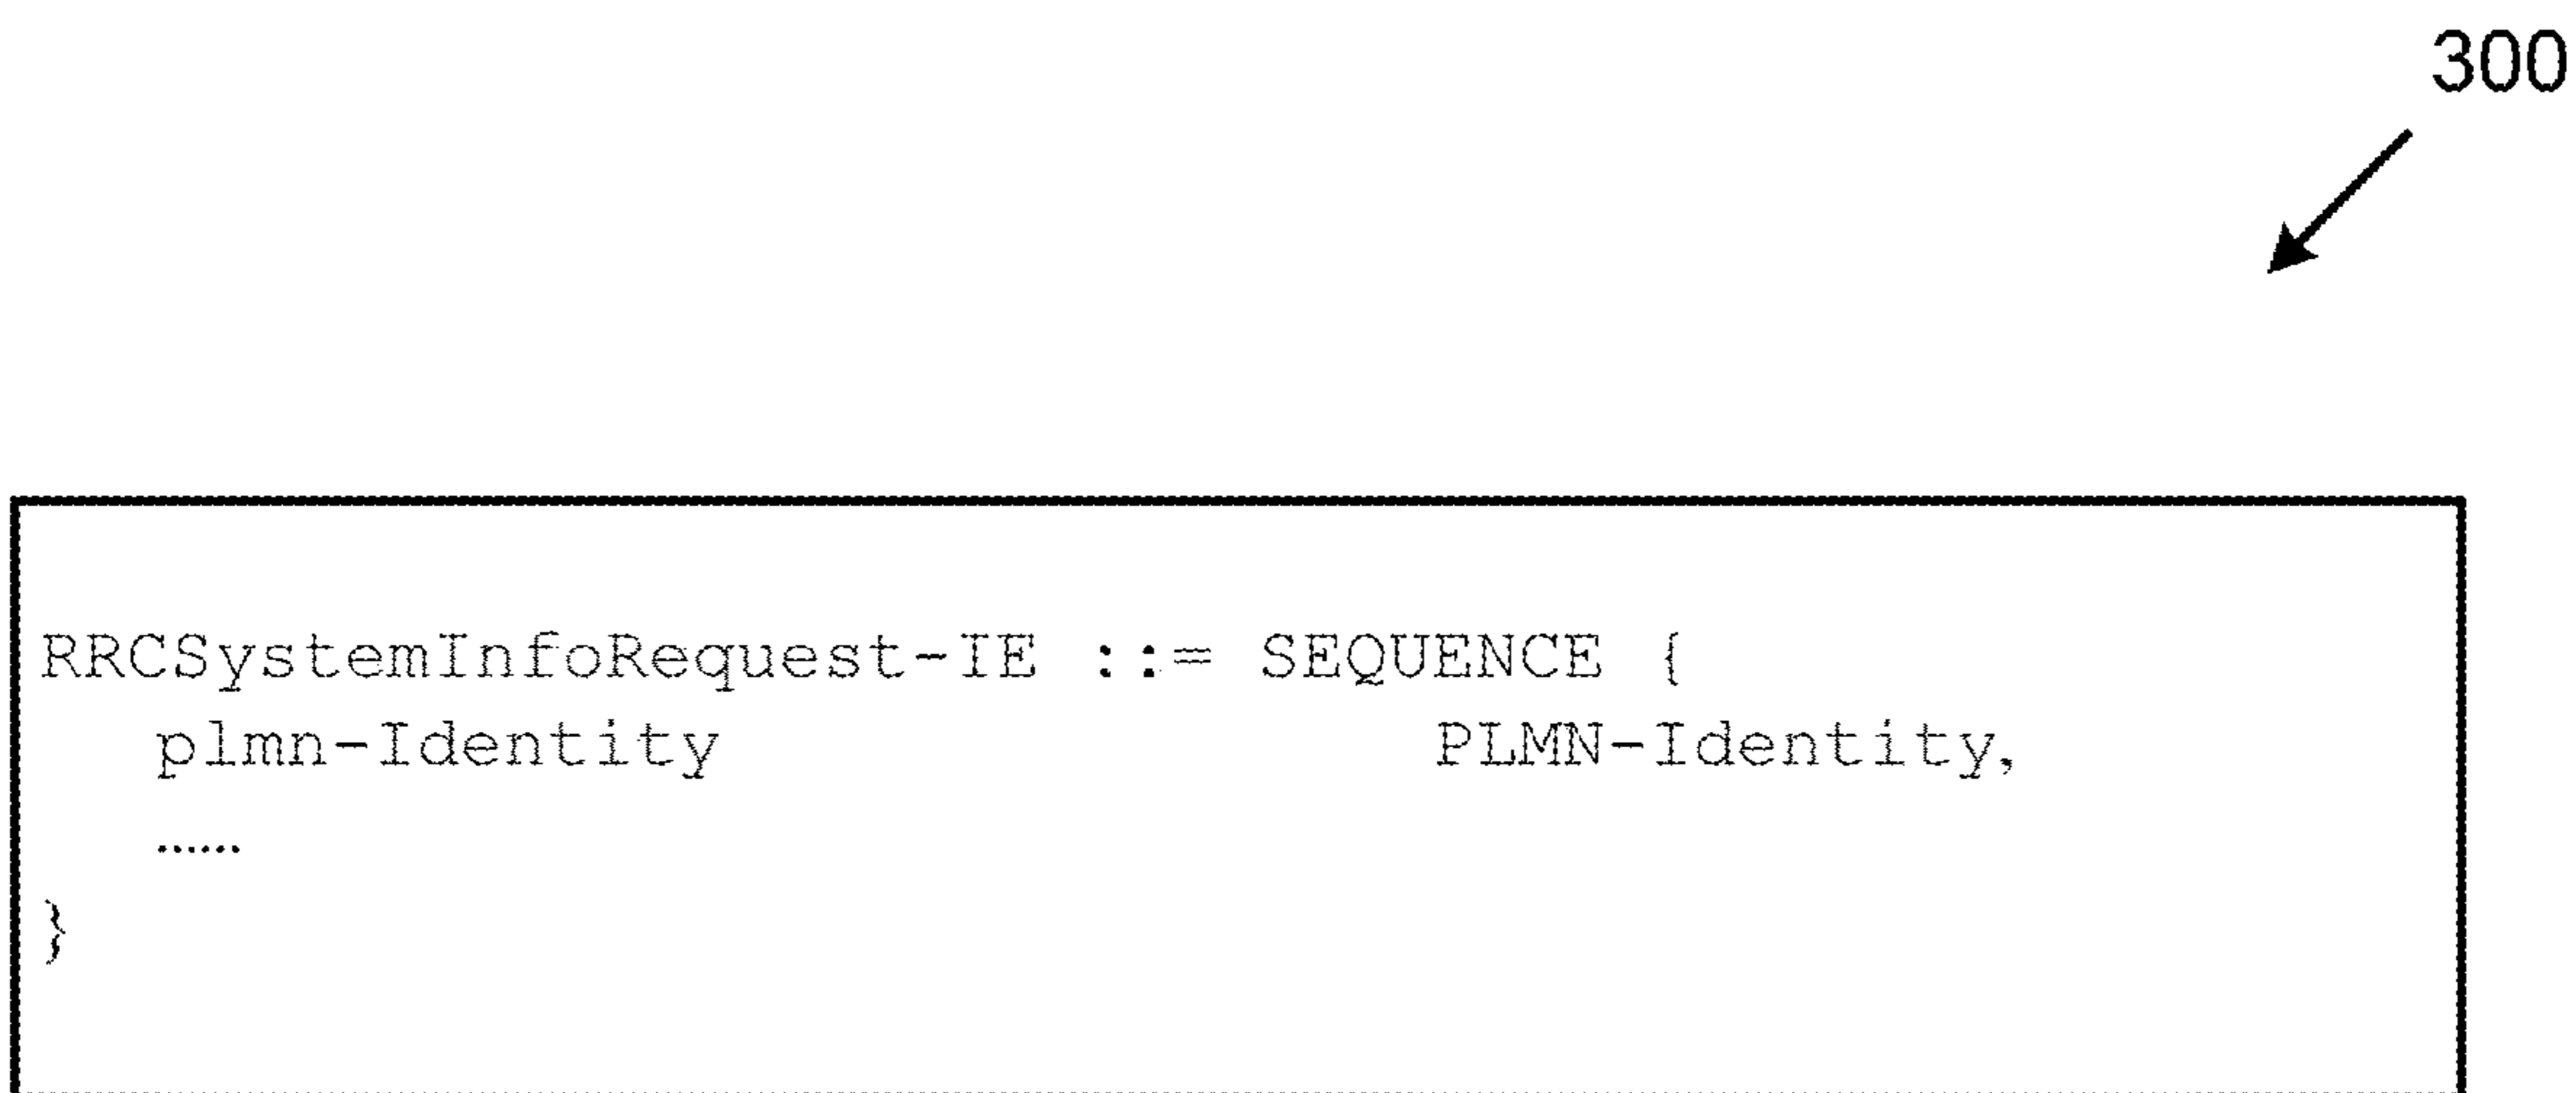 300
RRCSystemInfoRequest-IE ::= SEQUENCE {
plmn-Identity PLMN-Identity,
......
}